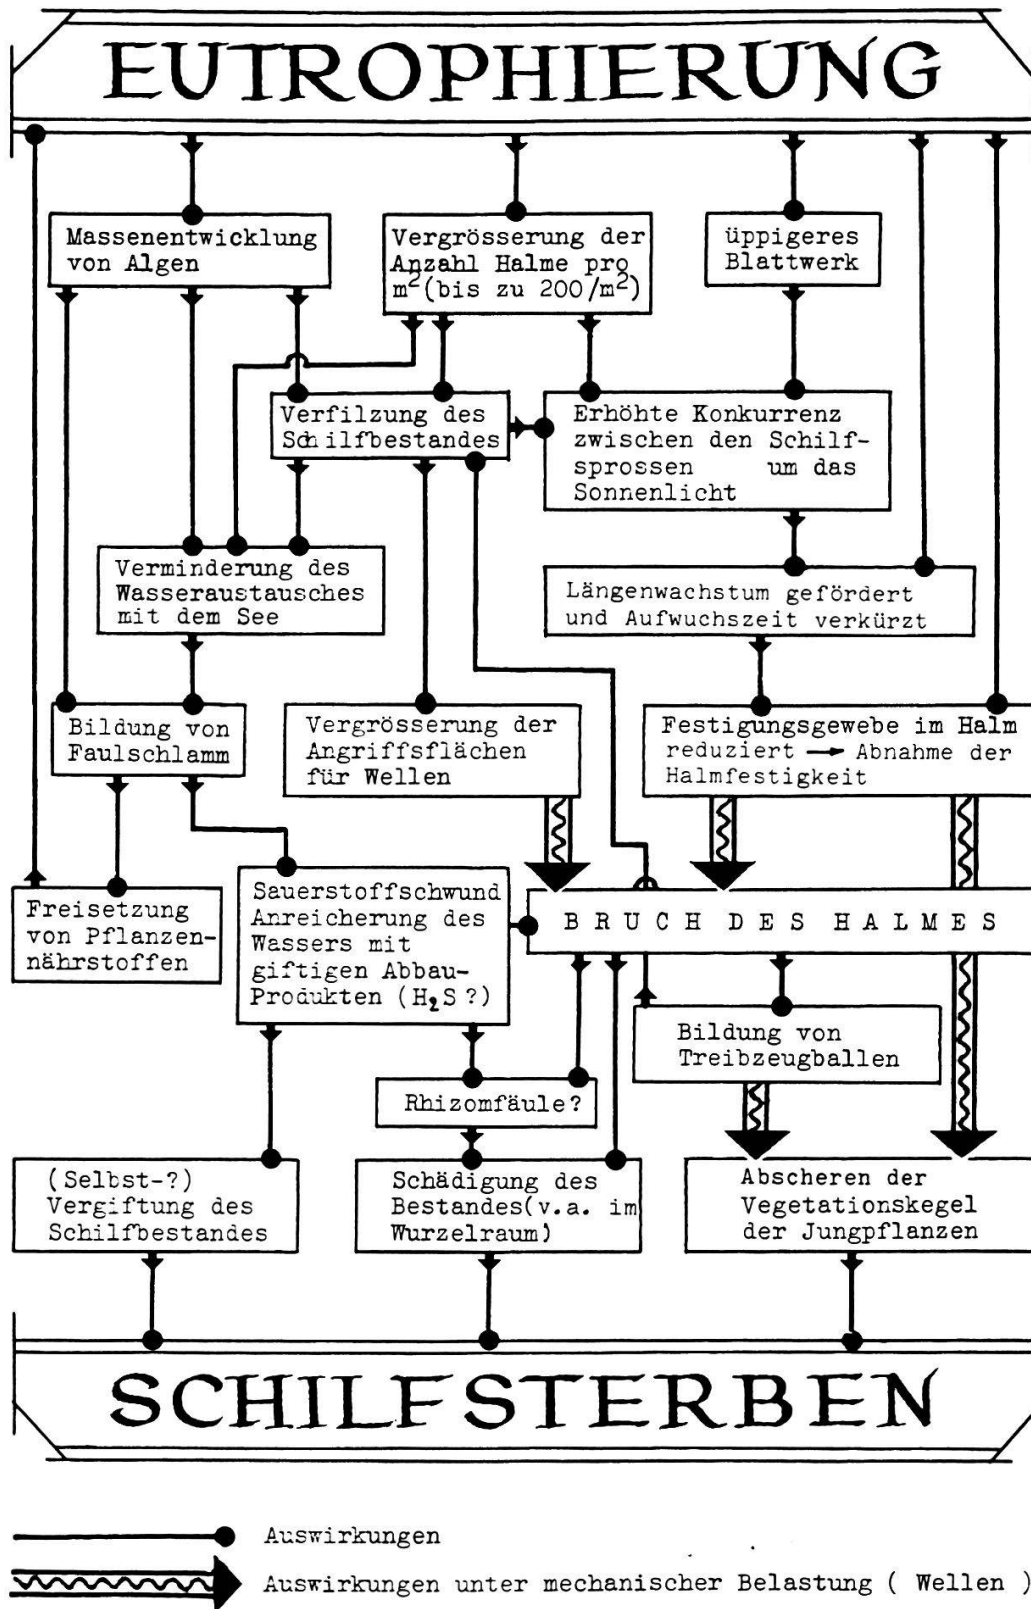 EUTROPHIERUNG
Massenentwicklung
von Algen
Vergrösserung der
Anzahl Halme pro
m²(bis zu 200/m²)
üppigeres
Blattwerk
Verfilzung des
Schilfbestandes
Erhöhte Konkurrenz
zwischen den Schilf-
sprossen um das
Sonnenlicht
Verminderung des
Wasseraustausches
mit dem See
Längenwachstum gefördert
und Aufwuchszeit verkürzt
Bildung von
Faulschlamm
Vergrösserung der
Angriffsflächen
für Wellen
Festigungsgewebe im Halm
reduziert → Abnahme der
Halmfestigkeit
Freisetzung
von Pflanzen-
nährstoffen
Sauerstoffschwund
Anreicherung des
Wassers mit
giftigen Abbau-
Produkten (H₂S?)
BRUCH DES HALMES
Bildung von
Treibzeugballen
Rhizomfäule?
(Selbst-?)
Vergiftung des
Schilfbestandes
Schädigung des
Bestandes(v.a. im
Wurzelraum)
Abscheren der
Vegetationskegel
der Jungpflanzen
SCHILFSTERBEN
Auswirkungen
Auswirkungen unter mechanischer Belastung ( Wellen )